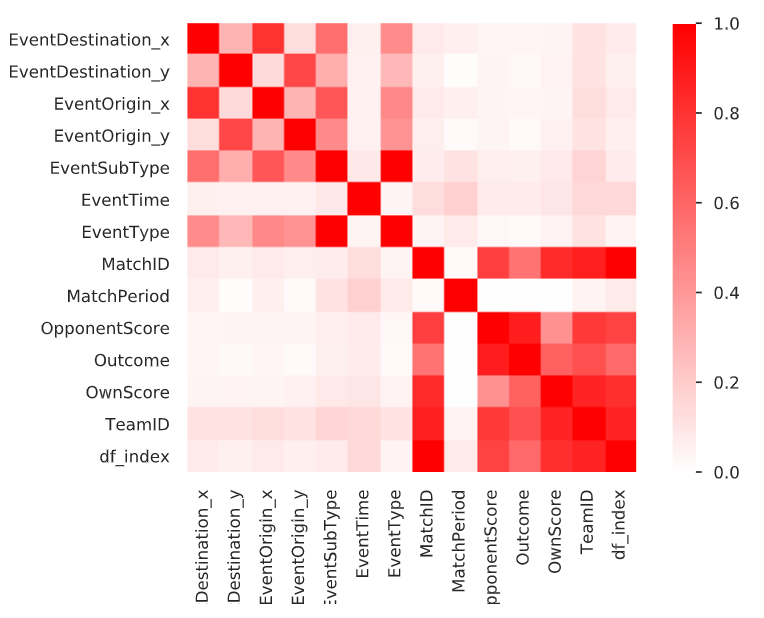 EventDestination_x
EventDestination_y
EventOrigin_x
EventOrigin_y
EventSubType
EventTime
EventType
MatchID
MatchPeriod
OpponentScore
Outcome
OwnScore
TeamID
df_index
Destination_x
Destination_y
EventOrigin_x
EventOrigin_y
EventSubType
EventTime
EventType
MatchID
MatchPeriod
pponentScore
Outcome
OwnScore
TeamID
df_index
1.0
0.8
0.6
0.4
0.2
0.0